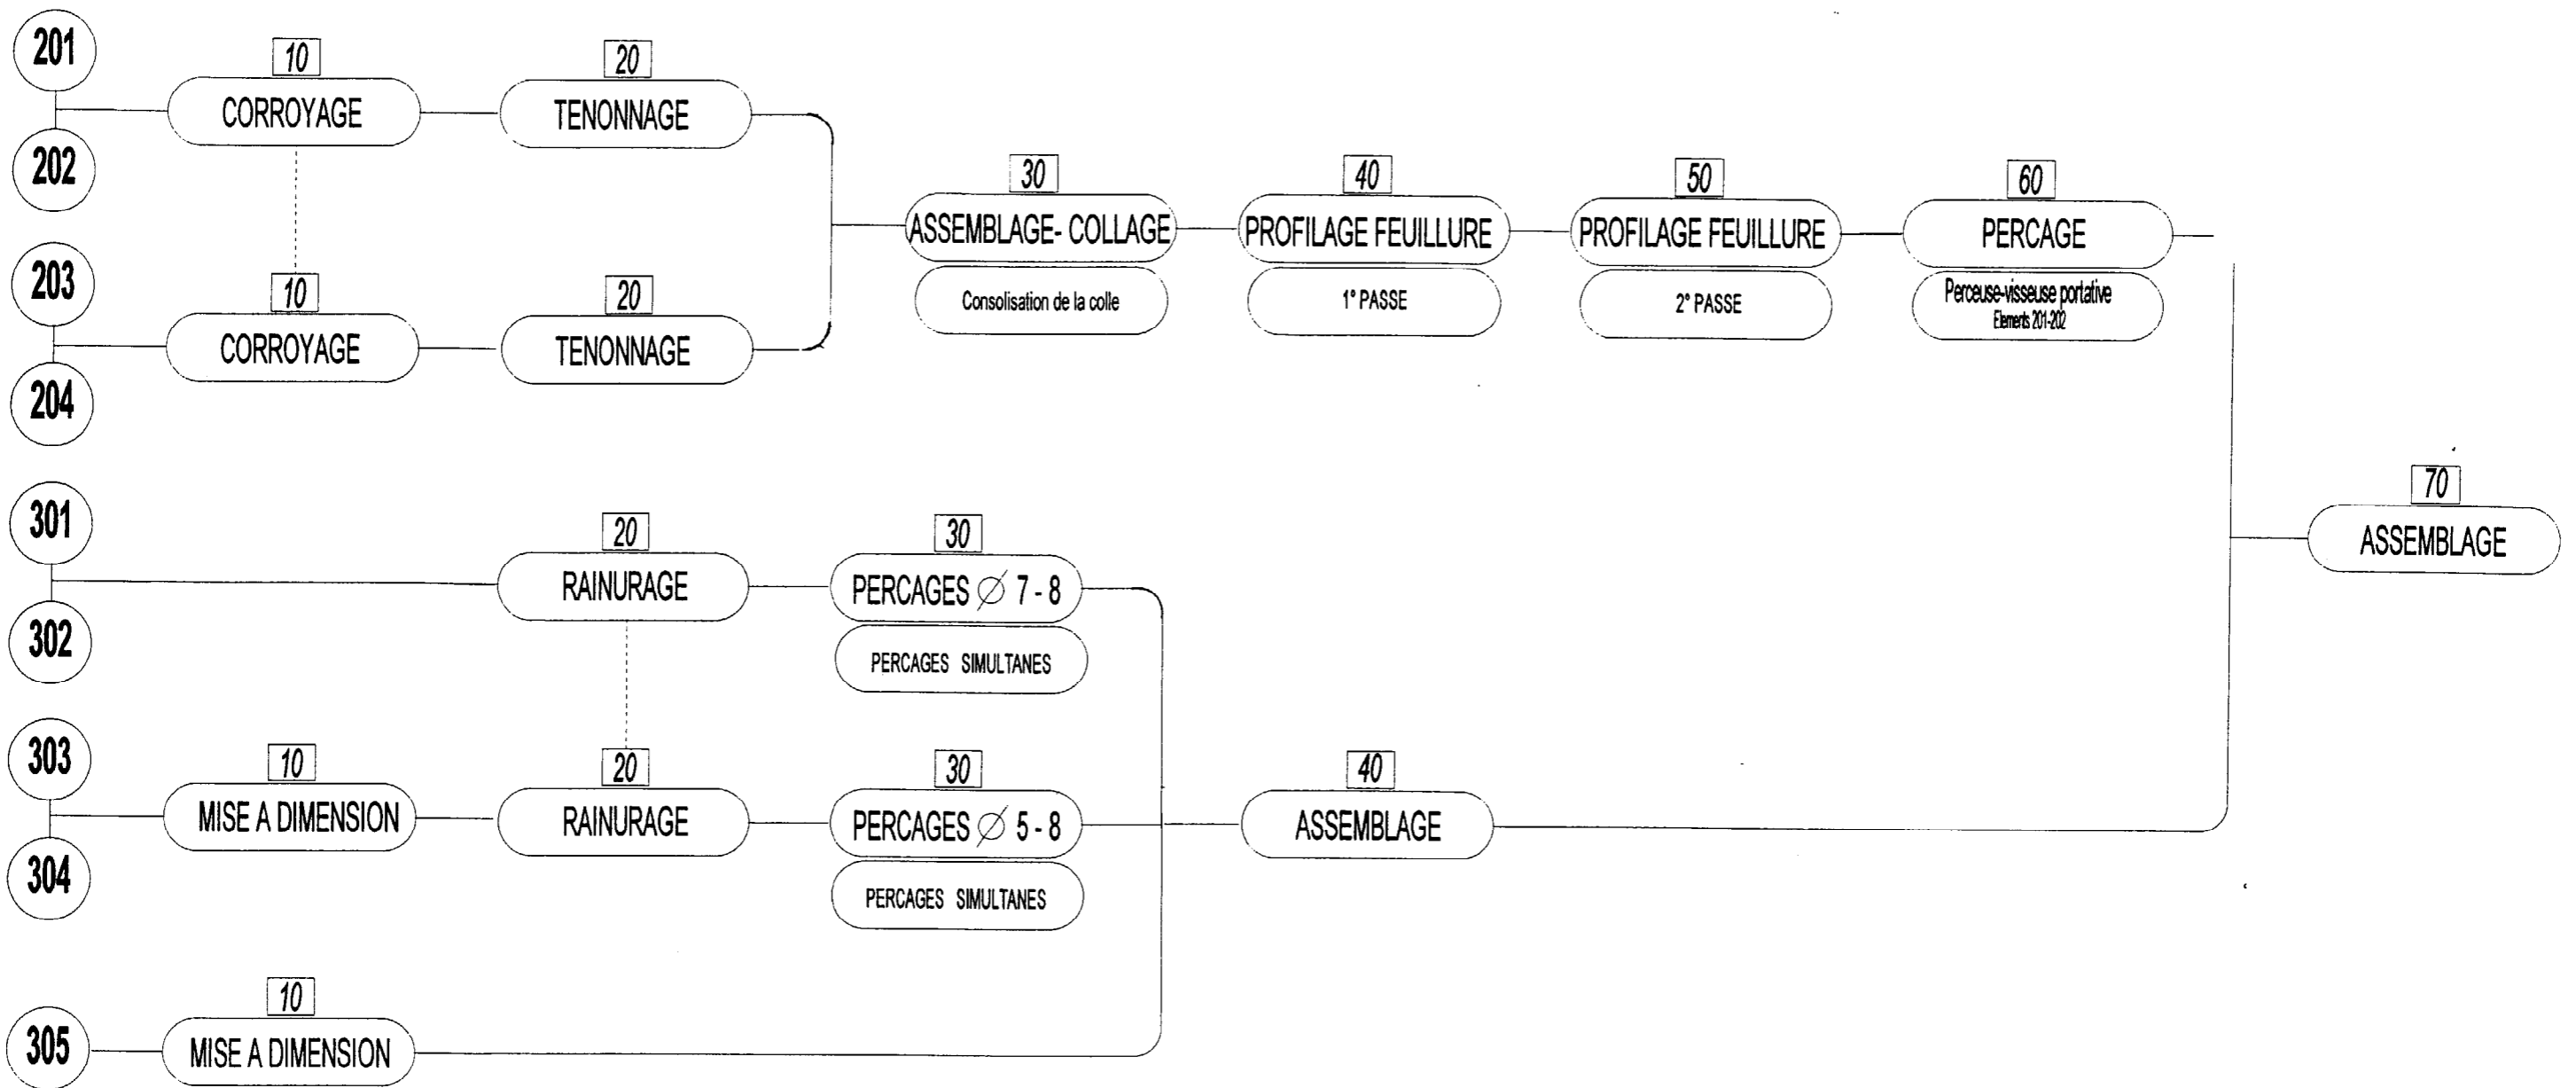 201
10
CORROYAGE
20
TENONNAGE
202
30
ASSEMBLAGE- COLLAGE
Consolisation de la colle
40
PROFILAGE FEUILLURE
1° PASSE
50
PROFILAGE FEUILLURE
2° PASSE
60
PERCAGE
Perceuse-visseuse portative
Elements 201-202
203
10
CORROYAGE
20
TENONNAGE
204
301
20
RAINURAGE
30
PERCAGES ∅ 7 - 8
PERCAGES SIMULTANES
302
70
ASSEMBLAGE
303
10
MISE A DIMENSION
20
RAINURAGE
30
PERCAGES ∅ 5 - 8
PERCAGES SIMULTANES
40
ASSEMBLAGE
304
305
10
MISE A DIMENSION